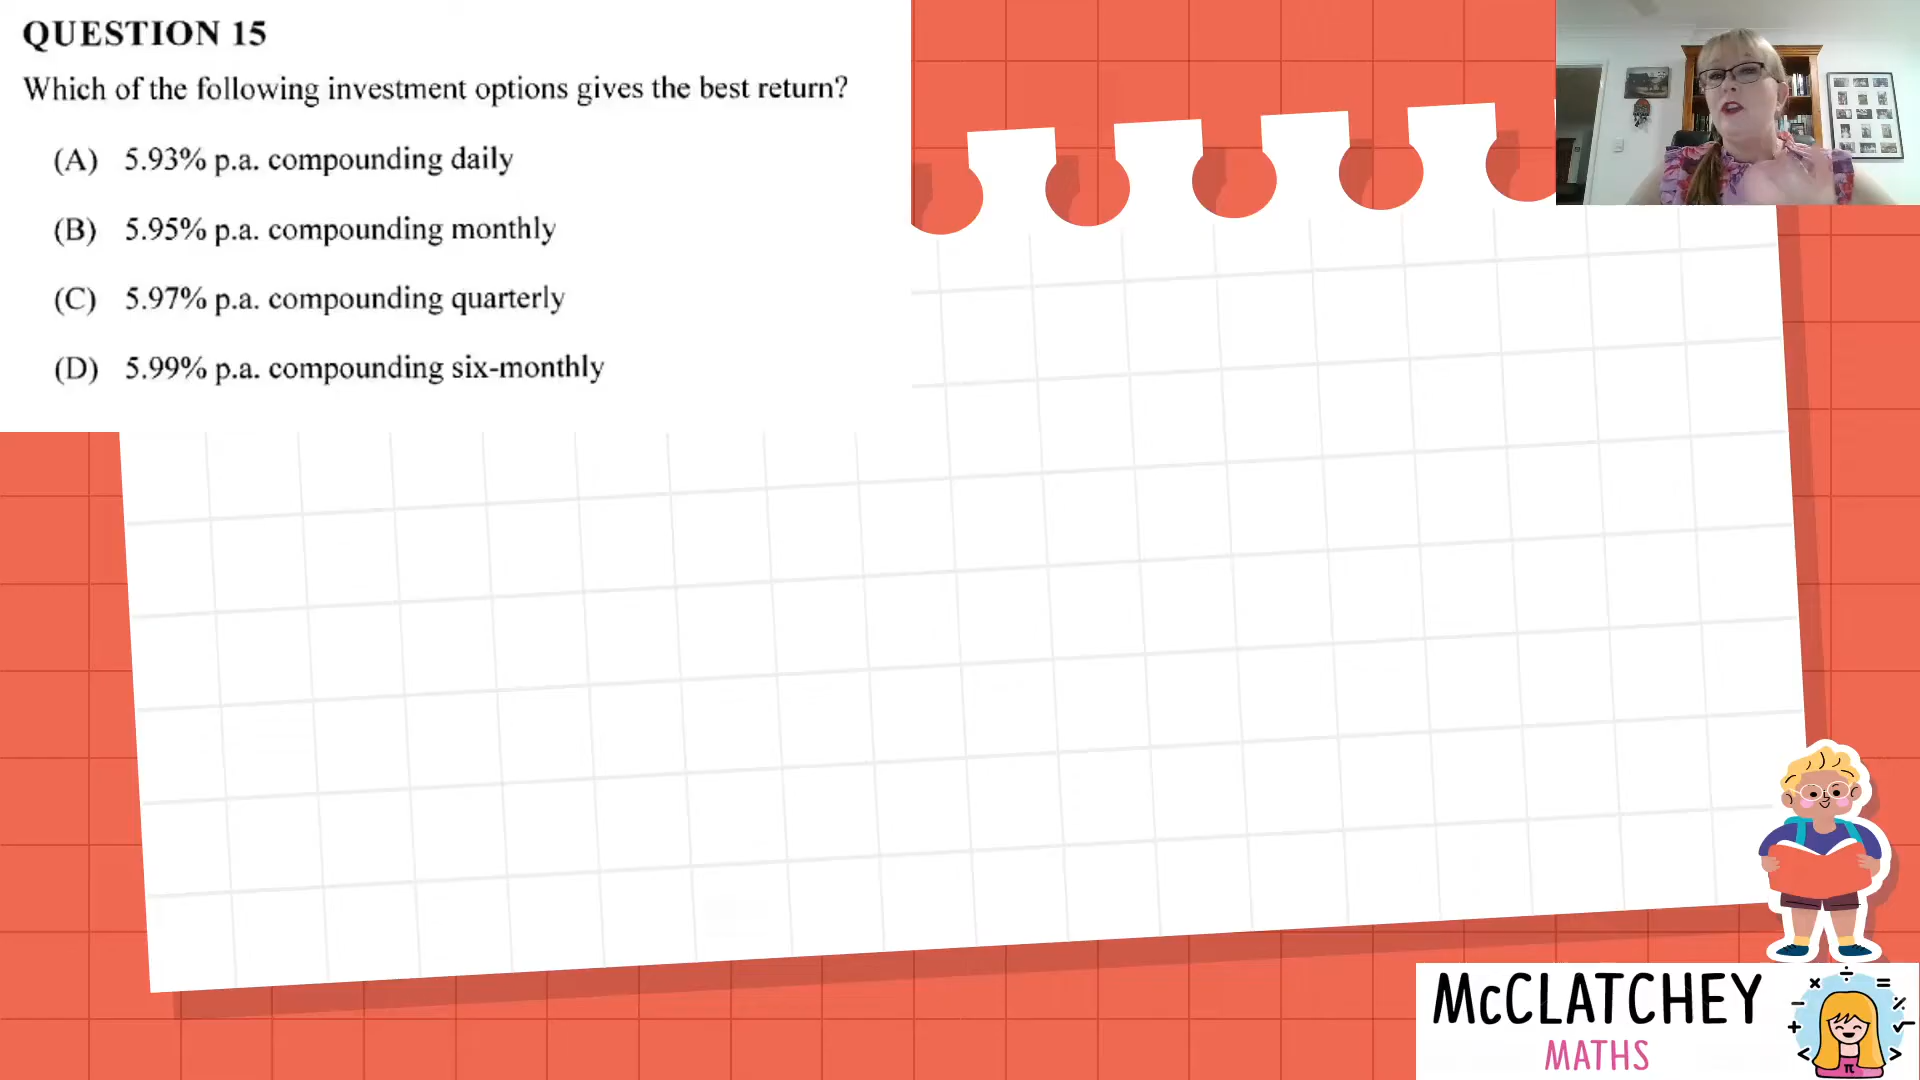 QUESTION 15
Which of the following investment options gives the best return?
(A) 5.93% p.a. compounding daily
(B) 5.95% p.a. compounding monthly
(C) 5.97% p.a. compounding quarterly
(D) 5.99% p.a. compounding six-monthly
McCLATCHEY
MATHS
× ÷ =
− %
+ √
< >
π